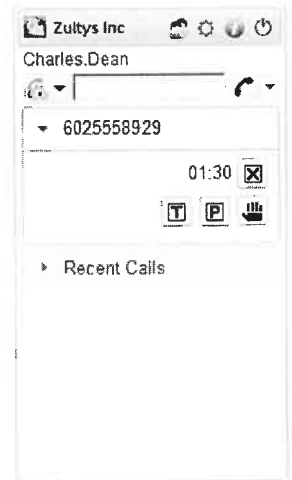 Zultys Inc
Charles.Dean
6025558929
01:30 X
T P
Recent Calls